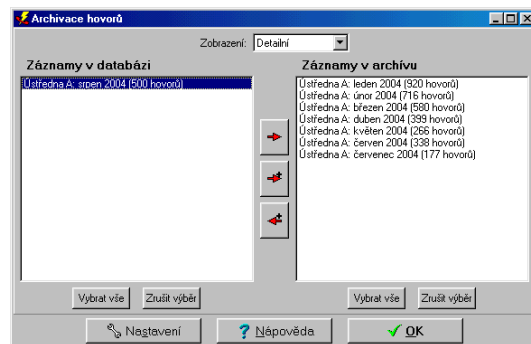 Archivace hovorů
Zobrazení: Detailní
Záznamy v databázi
Ústředna A: srpen 2004 (500 hovorů)
Vybrat vše Zrušit výběr
Záznamy v archívu
Ústředna A: leden 2004 (920 hovorů)
Ústředna A: únor 2004 (716 hovorů)
Ústředna A: březen 2004 (580 hovorů)
Ústředna A: duben 2004 (399 hovorů)
Ústředna A: květen 2004 (266 hovorů)
Ústředna A: červen 2004 (338 hovorů)
Ústředna A: červenec 2004 (177 hovorů)
Vybrat vše Zrušit výběr
Nastavení Nápověda OK